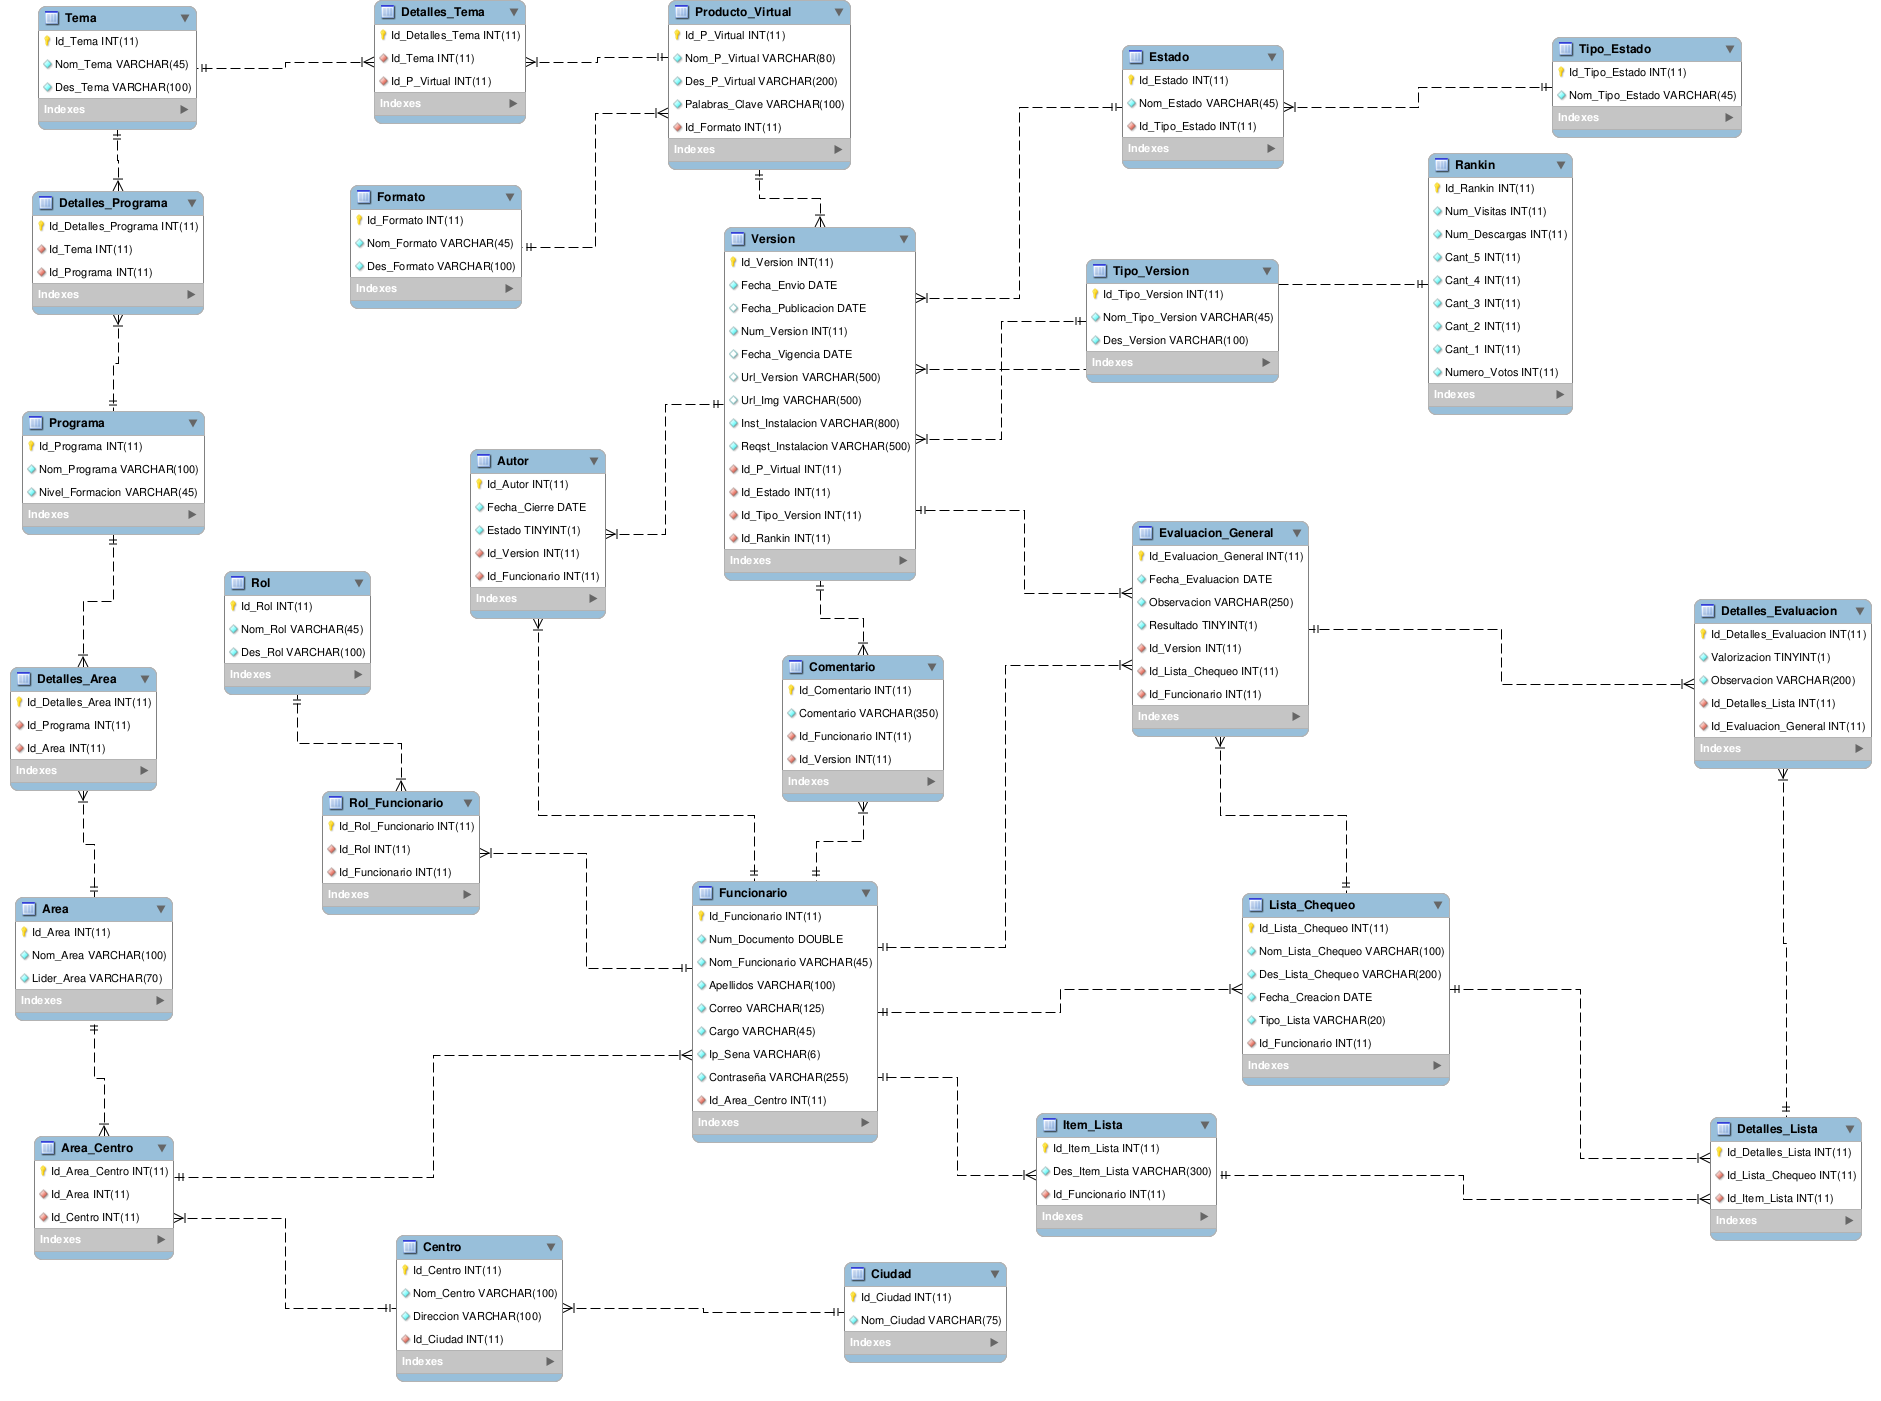 Tema
Id_Tema INT(11)
Nom_Tema VARCHAR(45)
Des_Tema VARCHAR(100)
Indexes
Detalles_Tema
Id_Detalles_Tema INT(11)
Id_Tema INT(11)
Id_P_Virtual INT(11)
Indexes
Producto_Virtual
Id_P_Virtual INT(11)
Nom_P_Virtual VARCHAR(80)
Des_P_Virtual VARCHAR(200)
Palabras_Clave VARCHAR(100)
Id_Formato INT(11)
Indexes
Estado
Id_Estado INT(11)
Nom_Estado VARCHAR(45)
Id_Tipo_Estado INT(11)
Indexes
Tipo_Estado
Id_Tipo_Estado INT(11)
Nom_Tipo_Estado VARCHAR(45)
Indexes
Detalles_Programa
Id_Detalles_Programa INT(11)
Id_Tema INT(11)
Id_Programa INT(11)
Indexes
Formato
Id_Formato INT(11)
Nom_Formato VARCHAR(45)
Des_Formato VARCHAR(100)
Indexes
Version
Id_Version INT(11)
Fecha_Envio DATE
Fecha_Publicacion DATE
Num_Version INT(11)
Fecha_Vigencia DATE
Url_Version VARCHAR(500)
Url_Img VARCHAR(500)
Inst_Instalacion VARCHAR(800)
Reqst_Instalacion VARCHAR(500)
Id_P_Virtual INT(11)
Id_Estado INT(11)
Id_Tipo_Version INT(11)
Id_Rankin INT(11)
Indexes
Tipo_Version
Id_Tipo_Version INT(11)
Nom_Tipo_Version VARCHAR(45)
Des_Version VARCHAR(100)
Indexes
Rankin
Id_Rankin INT(11)
Num_Visitas INT(11)
Num_Descargas INT(11)
Cant_5 INT(11)
Cant_4 INT(11)
Cant_3 INT(11)
Cant_2 INT(11)
Cant_1 INT(11)
Numero_Votos INT(11)
Indexes
Programa
Id_Programa INT(11)
Nom_Programa VARCHAR(100)
Nivel_Formacion VARCHAR(45)
Indexes
Autor
Id_Autor INT(11)
Fecha_Cierre DATE
Estado TINYINT(1)
Id_Version INT(11)
Id_Funcionario INT(11)
Indexes
Rol
Id_Rol INT(11)
Nom_Rol VARCHAR(45)
Des_Rol VARCHAR(100)
Indexes
Evaluacion_General
Id_Evaluacion_General INT(11)
Fecha_Evaluacion DATE
Observacion VARCHAR(250)
Resultado TINYINT(1)
Id_Version INT(11)
Id_Lista_Chequeo INT(11)
Id_Funcionario INT(11)
Indexes
Detalles_Evaluacion
Id_Detalles_Evaluacion INT(11)
Valorizacion TINYINT(1)
Observacion VARCHAR(200)
Id_Detalles_Lista INT(11)
Id_Evaluacion_General INT(11)
Indexes
Detalles_Area
Id_Detalles_Area INT(11)
Id_Programa INT(11)
Id_Area INT(11)
Indexes
Comentario
Id_Comentario INT(11)
Comentario VARCHAR(350)
Id_Funcionario INT(11)
Id_Version INT(11)
Indexes
Rol_Funcionario
Id_Rol_Funcionario INT(11)
Id_Rol INT(11)
Id_Funcionario INT(11)
Indexes
Area
Id_Area INT(11)
Nom_Area VARCHAR(100)
Lider_Area VARCHAR(70)
Indexes
Funcionario
Id_Funcionario INT(11)
Num_Documento DOUBLE
Nom_Funcionario VARCHAR(45)
Apellidos VARCHAR(100)
Correo VARCHAR(125)
Cargo VARCHAR(45)
Ip_Sena VARCHAR(6)
Contraseña VARCHAR(255)
Id_Area_Centro INT(11)
Indexes
Lista_Chequeo
Id_Lista_Chequeo INT(11)
Nom_Lista_Chequeo VARCHAR(100)
Des_Lista_Chequeo VARCHAR(200)
Fecha_Creacion DATE
Tipo_Lista VARCHAR(20)
Id_Funcionario INT(11)
Indexes
Area_Centro
Id_Area_Centro INT(11)
Id_Area INT(11)
Id_Centro INT(11)
Indexes
Item_Lista
Id_Item_Lista INT(11)
Des_Item_Lista VARCHAR(300)
Id_Funcionario INT(11)
Indexes
Detalles_Lista
Id_Detalles_Lista INT(11)
Id_Lista_Chequeo INT(11)
Id_Item_Lista INT(11)
Indexes
Centro
Id_Centro INT(11)
Nom_Centro VARCHAR(100)
Direccion VARCHAR(100)
Id_Ciudad INT(11)
Indexes
Ciudad
Id_Ciudad INT(11)
Nom_Ciudad VARCHAR(75)
Indexes